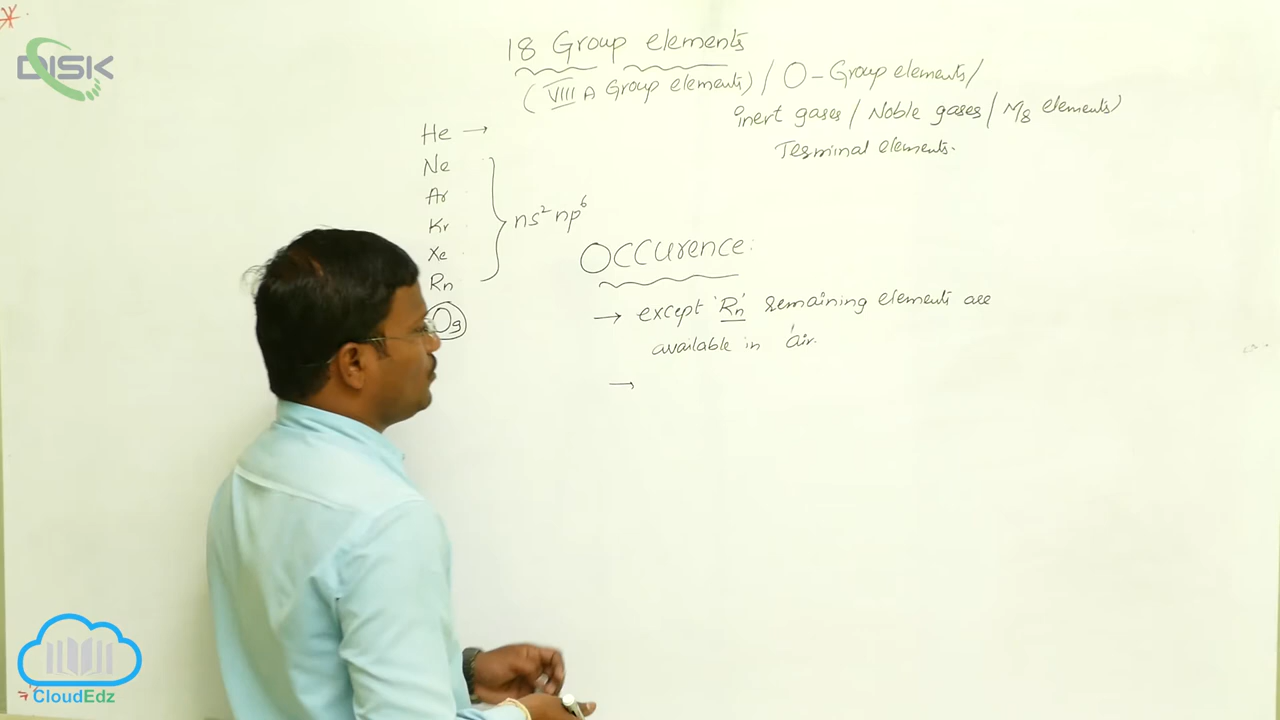 DISK
18 Group elements
(VIII A Group elements) / O - Group elements /
inert gases / Noble gases / M8 elements)
Terminal elements.
He →
Ne
Ar
Kr
Xe
Rn
Og
ns² np⁶
Occurence:
→ except 'Rn' remaining elements are
available in 'air.
→
CloudEdz